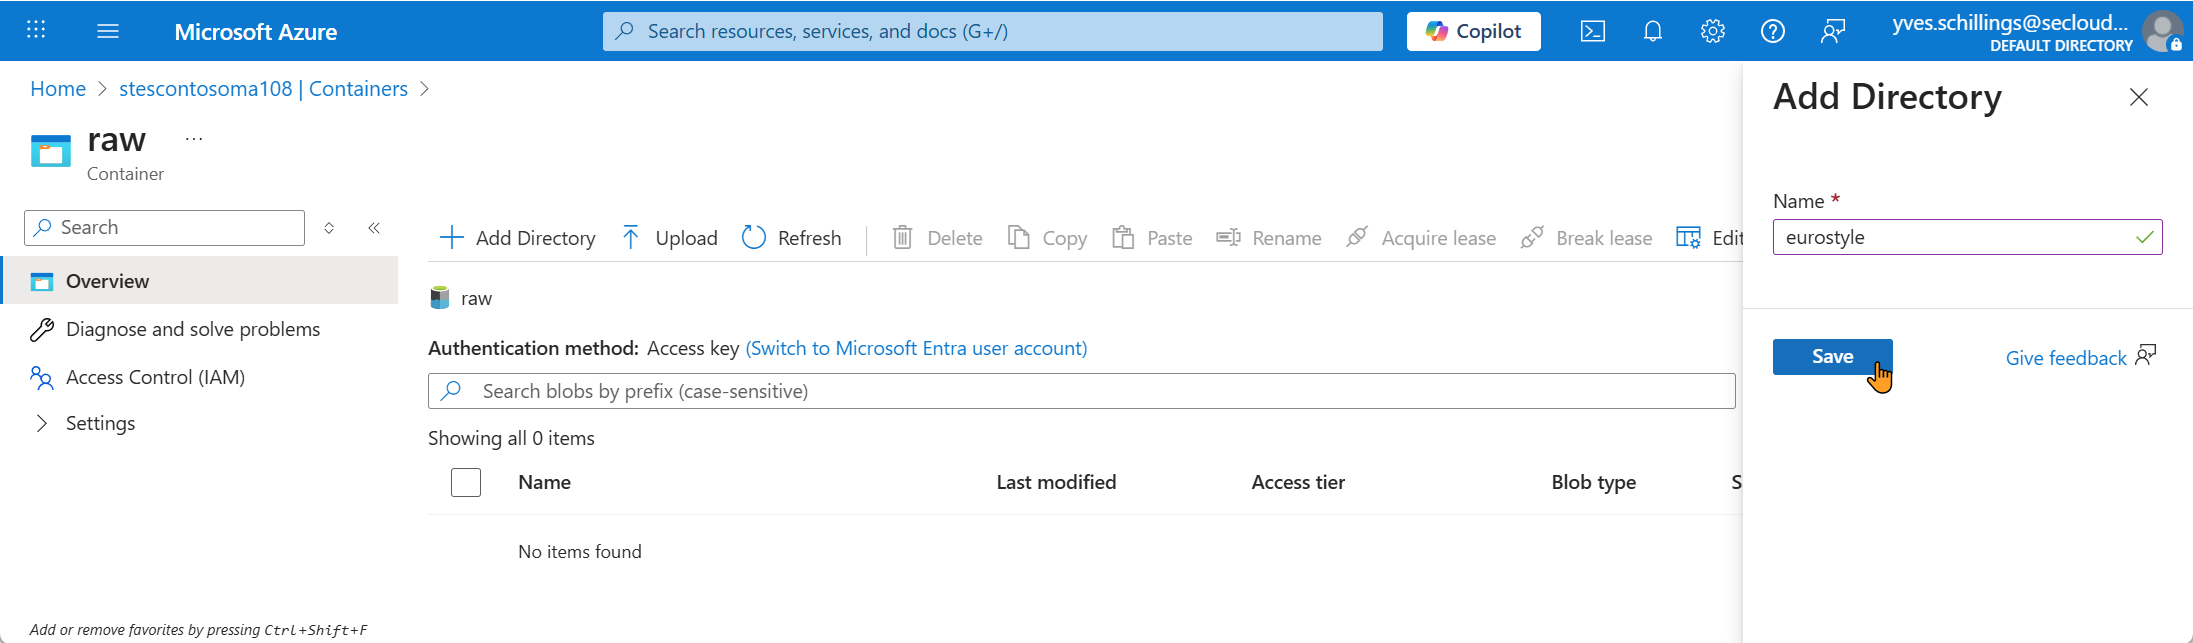 Microsoft Azure
Search resources, services, and docs (G+/)
Copilot
yves.schillings@secloud...
DEFAULT DIRECTORY
Home > stescontosoma108 | Containers >
raw ...
Container
Search
Overview
Diagnose and solve problems
Access Control (IAM)
Settings
Add or remove favorites by pressing Ctrl+Shift+F
Add Directory Upload Refresh Delete Copy Paste Rename Acquire lease Break lease Edit
raw
Authentication method: Access key (Switch to Microsoft Entra user account)
Search blobs by prefix (case-sensitive)
Showing all 0 items
Name Last modified Access tier Blob type S
No items found
Add Directory
Name *
eurostyle
Save
Give feedback